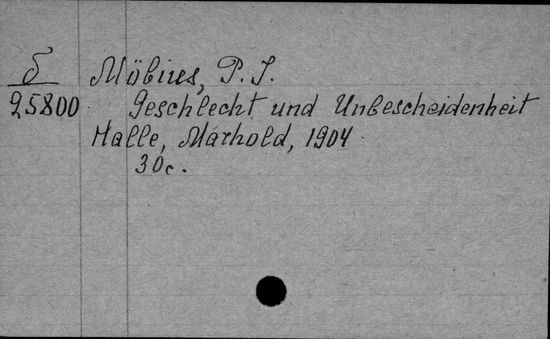 δ Möbius, P. J.
25800 Geschlecht und Unbescheidenheit
Halle, Marhold, 1904.
30c.